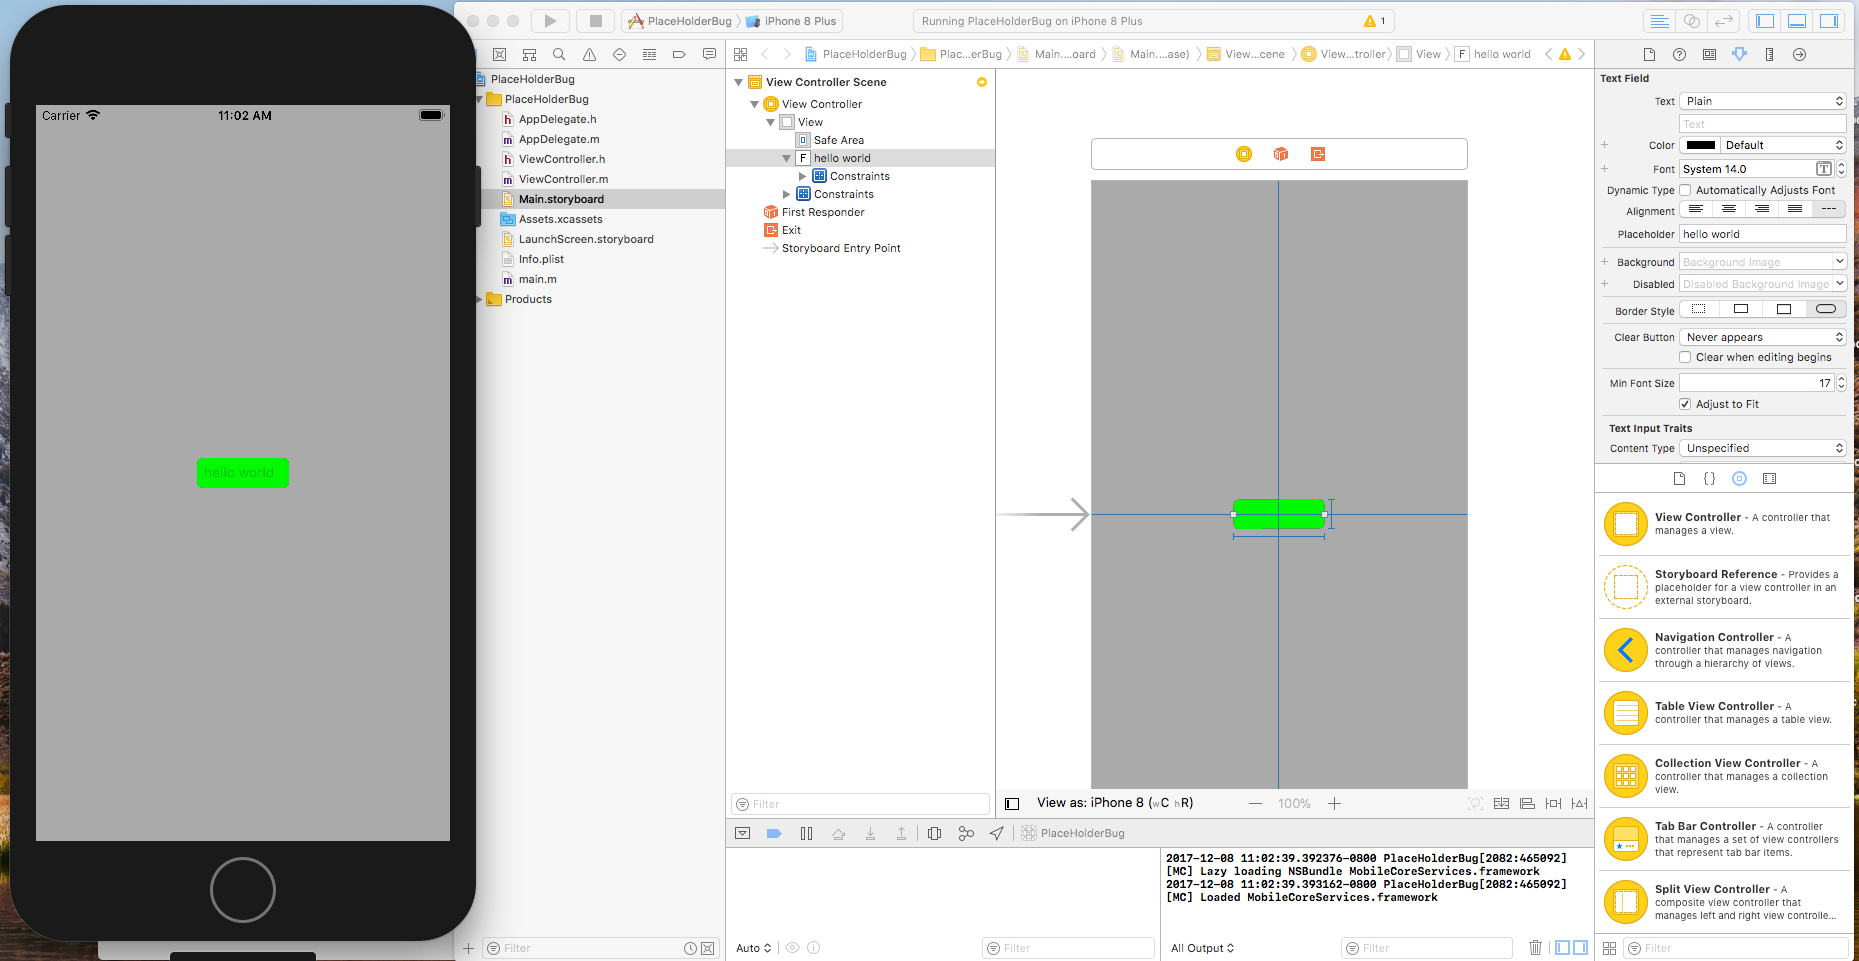 Carrier
11:02 AM
hello world
PlaceHolderBug
iPhone 8 Plus
Running PlaceHolderBug on iPhone 8 Plus
1
PlaceHolderBug
PlaceHolderBug
AppDelegate.h
AppDelegate.m
ViewController.h
ViewController.m
Main.storyboard
Assets.xcassets
LaunchScreen.storyboard
Info.plist
main.m
Products
Filter
PlaceHolderBug
Plac...erBug
Main....oard
Main....ase)
View...cene
View...troller
View
F hello world
View Controller Scene
View Controller
View
Safe Area
F hello world
Constraints
Constraints
First Responder
Exit
Storyboard Entry Point
Filter
View as: iPhone 8 (wC hR)
100%
PlaceHolderBug
Auto
Filter
2017-12-08 11:02:39.392376-0800 PlaceHolderBug[2082:465092]
[MC] Lazy loading NSBundle MobileCoreServices.framework
2017-12-08 11:02:39.393162-0800 PlaceHolderBug[2082:465092]
[MC] Loaded MobileCoreServices.framework
All Output
Filter
Text Field
Text Plain
Text
Color Default
Font System 14.0
Dynamic Type Automatically Adjusts Font
Alignment
Placeholder hello world
Background Background Image
Disabled Disabled Background Image
Border Style
Clear Button Never appears
Clear when editing begins
Min Font Size 17
Adjust to Fit
Text Input Traits
Content Type Unspecified
View Controller - A controller that
manages a view.
Storyboard Reference - Provides a
placeholder for a view controller in an
external storyboard.
Navigation Controller - A
controller that manages navigation
through a hierarchy of views.
Table View Controller - A
controller that manages a table view.
Collection View Controller - A
controller that manages a collection
view.
Tab Bar Controller - A controller
that manages a set of view controllers
that represent tab bar items.
Split View Controller - A
composite view controller that
manages left and right view controlle...
Filter